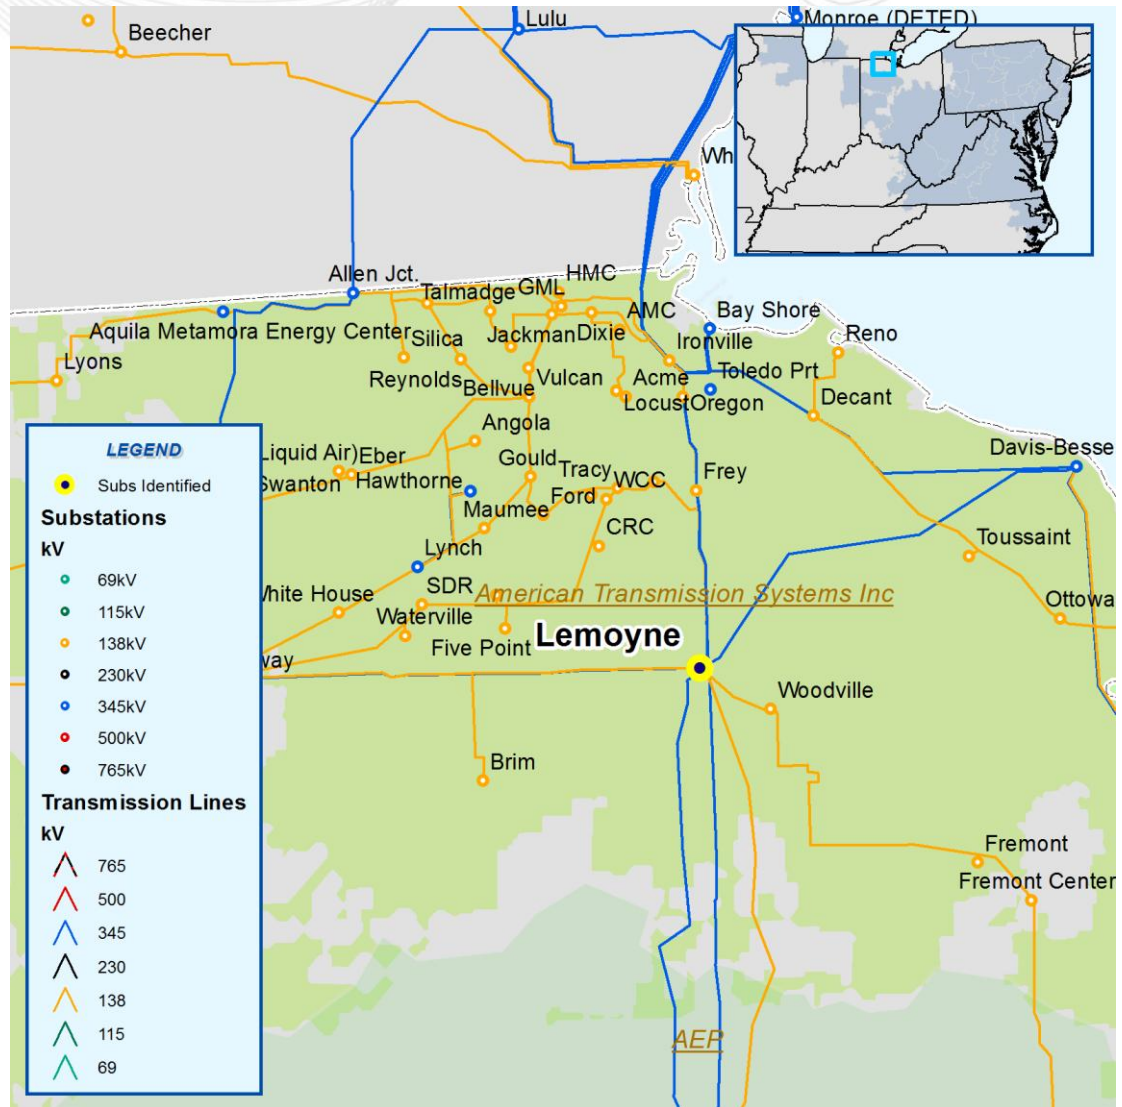 Lulu
Monroe (DETED)
Beecher
Wh
Allen Jct.
HMC
Talmadge
GML
AMC
Bay Shore
Aquila Metamora Energy Center
Silica
Jackman
Dixie
Ironville
Reno
Lyons
Reynolds
Bellvue
Vulcan
Acme
Toledo Prt
Locust
Oregon
Decant
Angola
Liquid Air)
Eber
Gould
Davis-Besse
Swanton
Hawthorne
Tracy
WCC
Frey
Maumee
Ford
CRC
Toussaint
Lynch
White House
SDR
American Transmission Systems Inc
Ottowa
Waterville
Five Point
Lemoyne
way
Woodville
Brim
Fremont
Fremont Center
AEP
LEGEND
Subs Identified
Substations
kV
69kV
115kV
138kV
230kV
345kV
500kV
765kV
Transmission Lines
kV
765
500
345
230
138
115
69